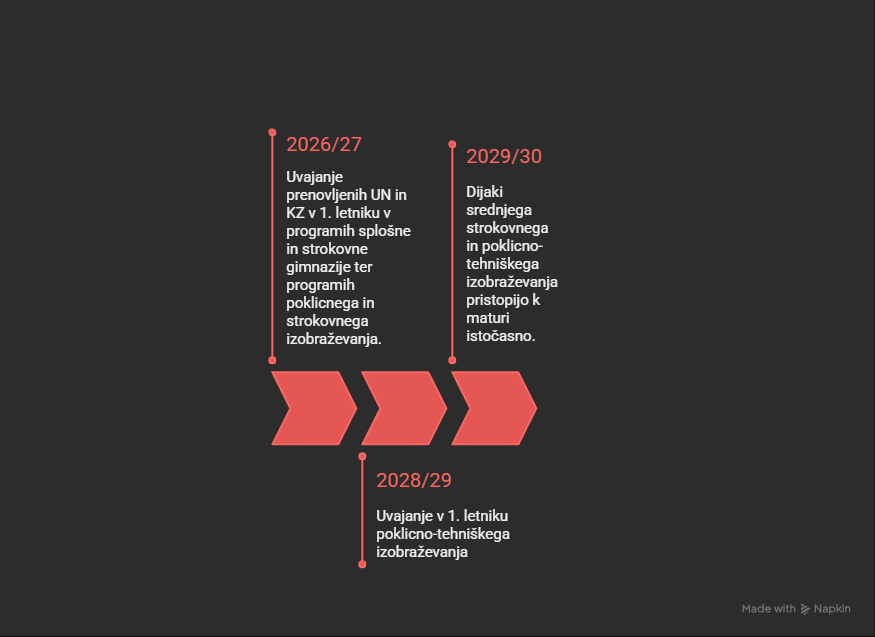 2026/27
Uvajanje
prenovljenih UN in
KZ v 1. letniku v
programih splošne
in strokovne
gimnazije ter
programih
poklicnega in
strokovnega
izobraževanja.
2029/30
Dijaki
srednjega
strokovnega
in poklicno-
tehniškega
izobraževanja
pristopijo k
maturi
istočasno.
2028/29
Uvajanje v 1. letniku
poklicno-tehniškega
izobraževanja
Made with Napkin